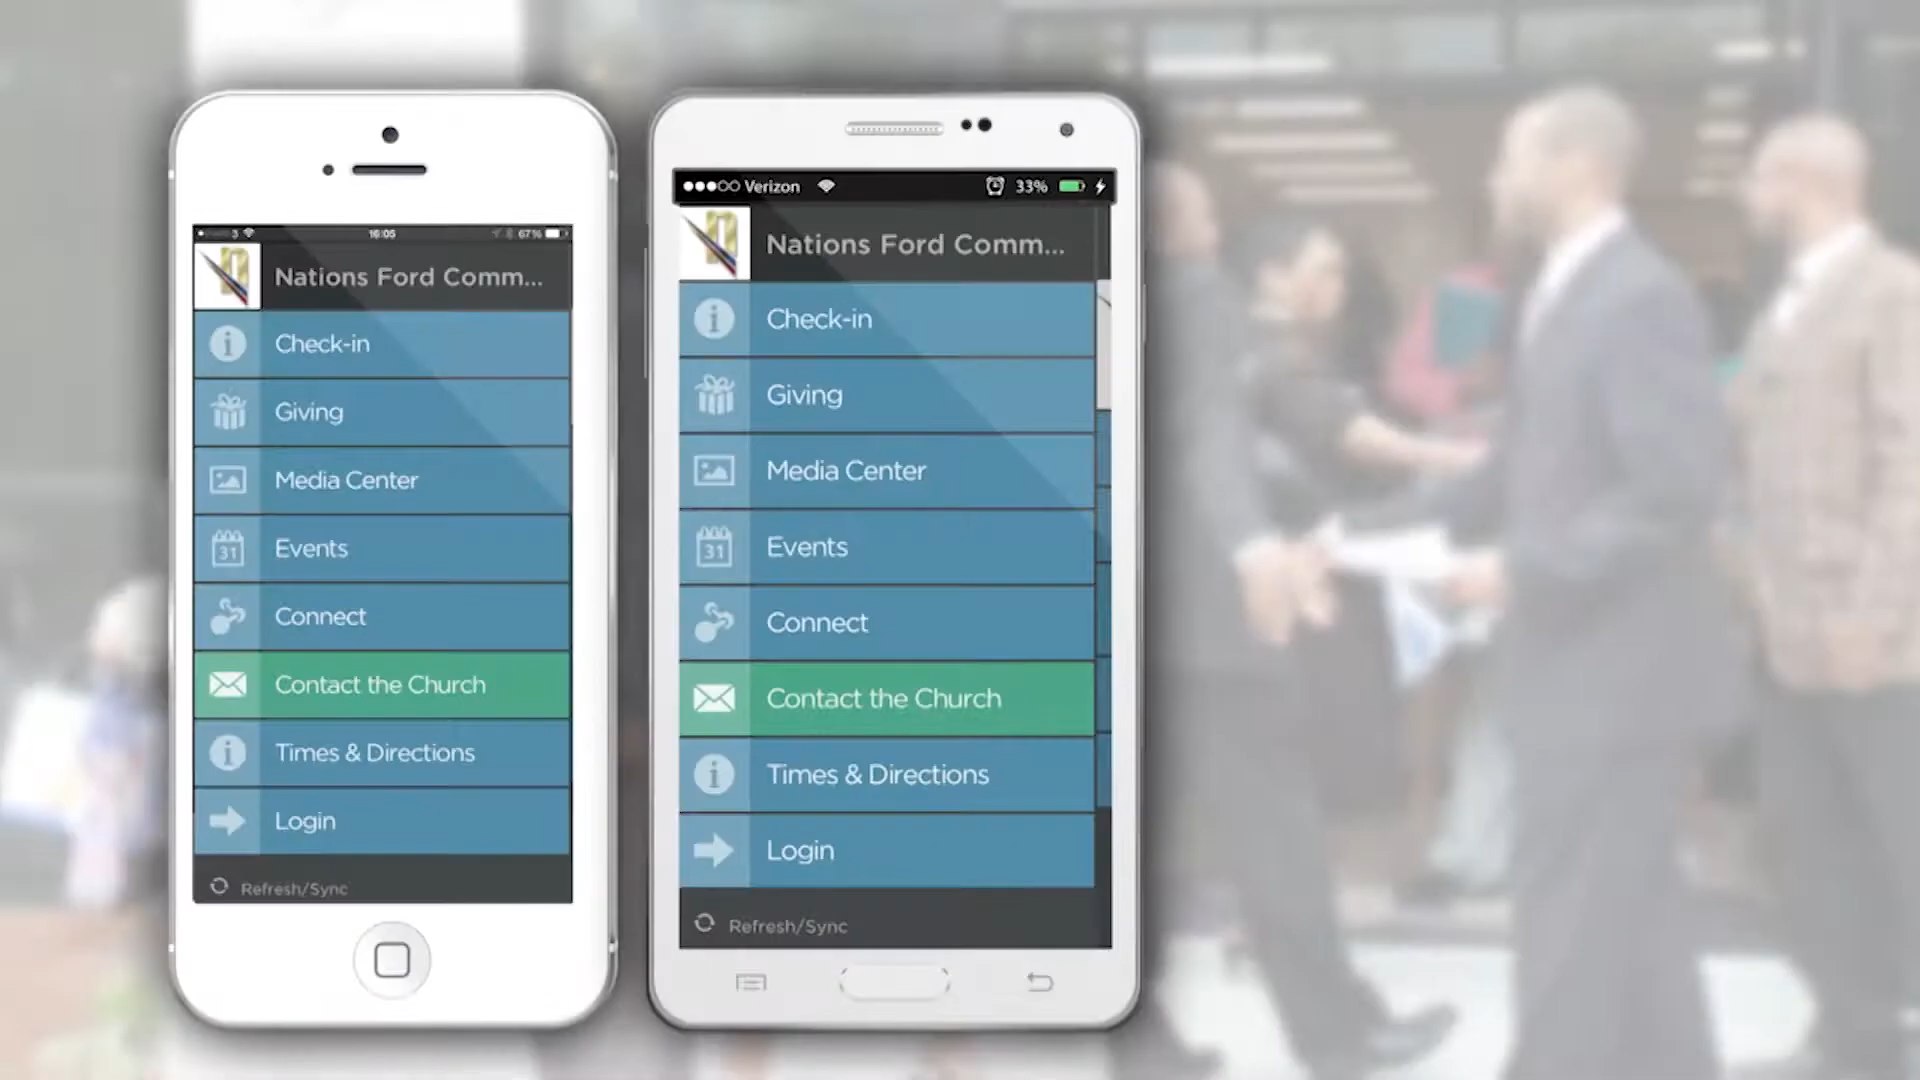 16:05
67%
Nations Ford Comm...
Check-in
Giving
Media Center
31
Events
Connect
Contact the Church
Times & Directions
Login
Refresh/Sync
Verizon
33%
Nations Ford Comm...
Check-in
Giving
Media Center
31
Events
Connect
Contact the Church
Times & Directions
Login
Refresh/Sync